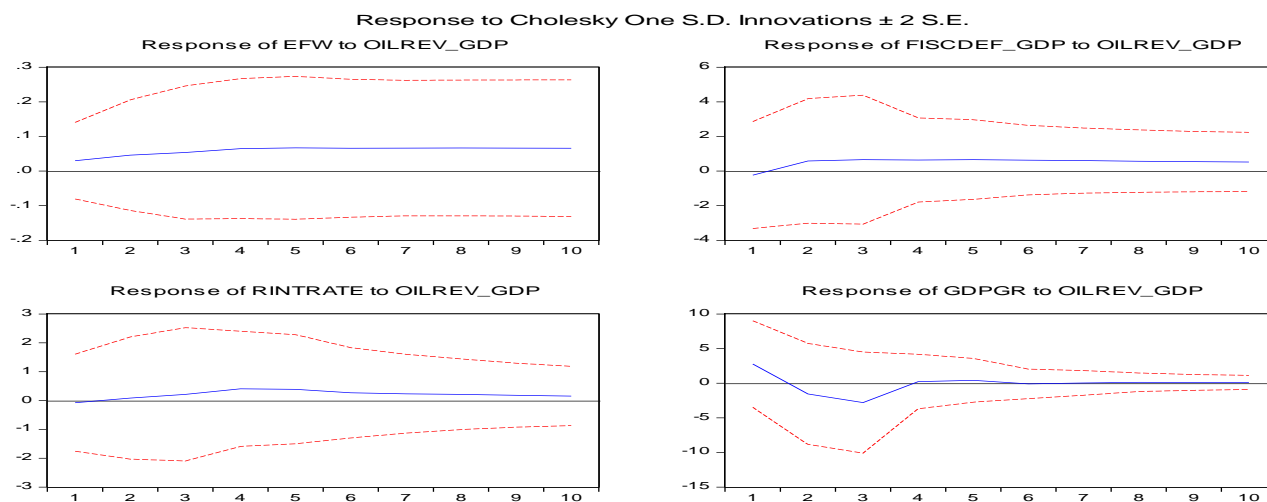 Response to Cholesky One S.D. Innovations ± 2 S.E.
Response of EFW to OILREV_GDP
.3
.2
.1
.0
-.1
-.2
1 2 3 4 5 6 7 8 9 10
Response of FISCDEF_GDP to OILREV_GDP
6
4
2
0
-2
-4
1 2 3 4 5 6 7 8 9 10
Response of RINTRATE to OILREV_GDP
3
2
1
0
-1
-2
-3
1 2 3 4 5 6 7 8 9 10
Response of GDPGR to OILREV_GDP
10
5
0
-5
-10
-15
1 2 3 4 5 6 7 8 9 10